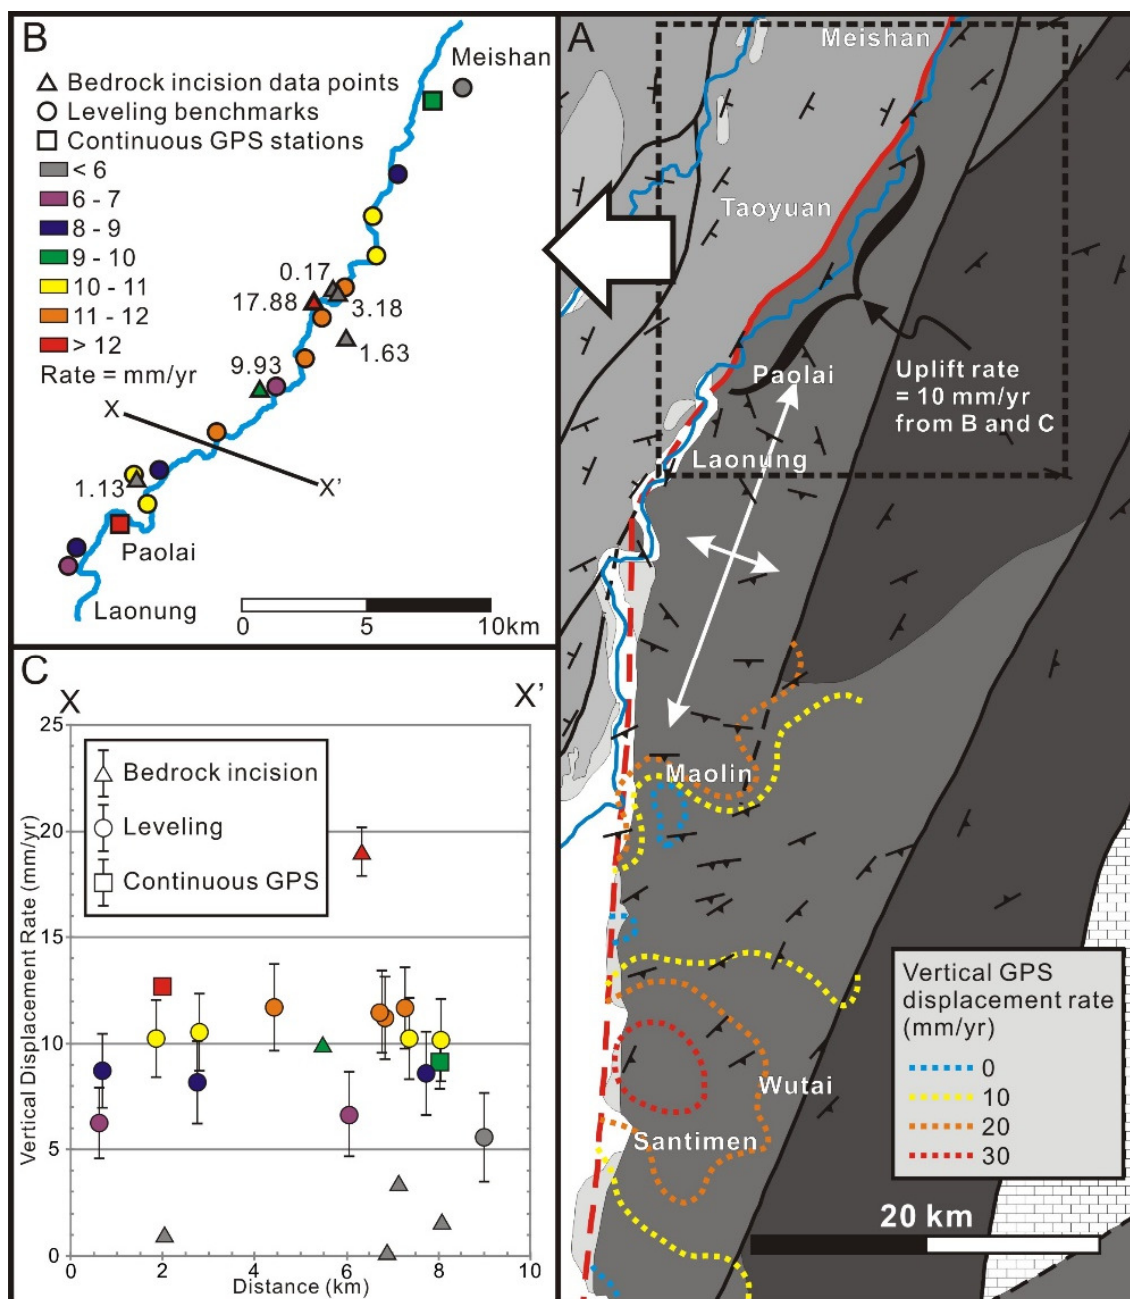 B
Meishan
Bedrock incision data points
Leveling benchmarks
Continuous GPS stations
< 6
6 - 7
8 - 9
9 - 10
10 - 11
11 - 12
> 12
Rate = mm/yr
0.17
17.88
3.18
1.63
9.93
X
X'
1.13
Paolai
Laonung
0
5
10km
A
Meishan
Taoyuan
Paolai
Uplift rate
= 10 mm/yr
from B and C
Laonung
Maolin
Wutai
Santimen
Vertical GPS
displacement rate
(mm/yr)
0
10
20
30
20 km
C
X
X'
Bedrock incision
Leveling
Continuous GPS
Vertical Displacement Rate (mm/yr)
25
20
15
10
5
0
0
2
4
6
8
10
Distance (km)